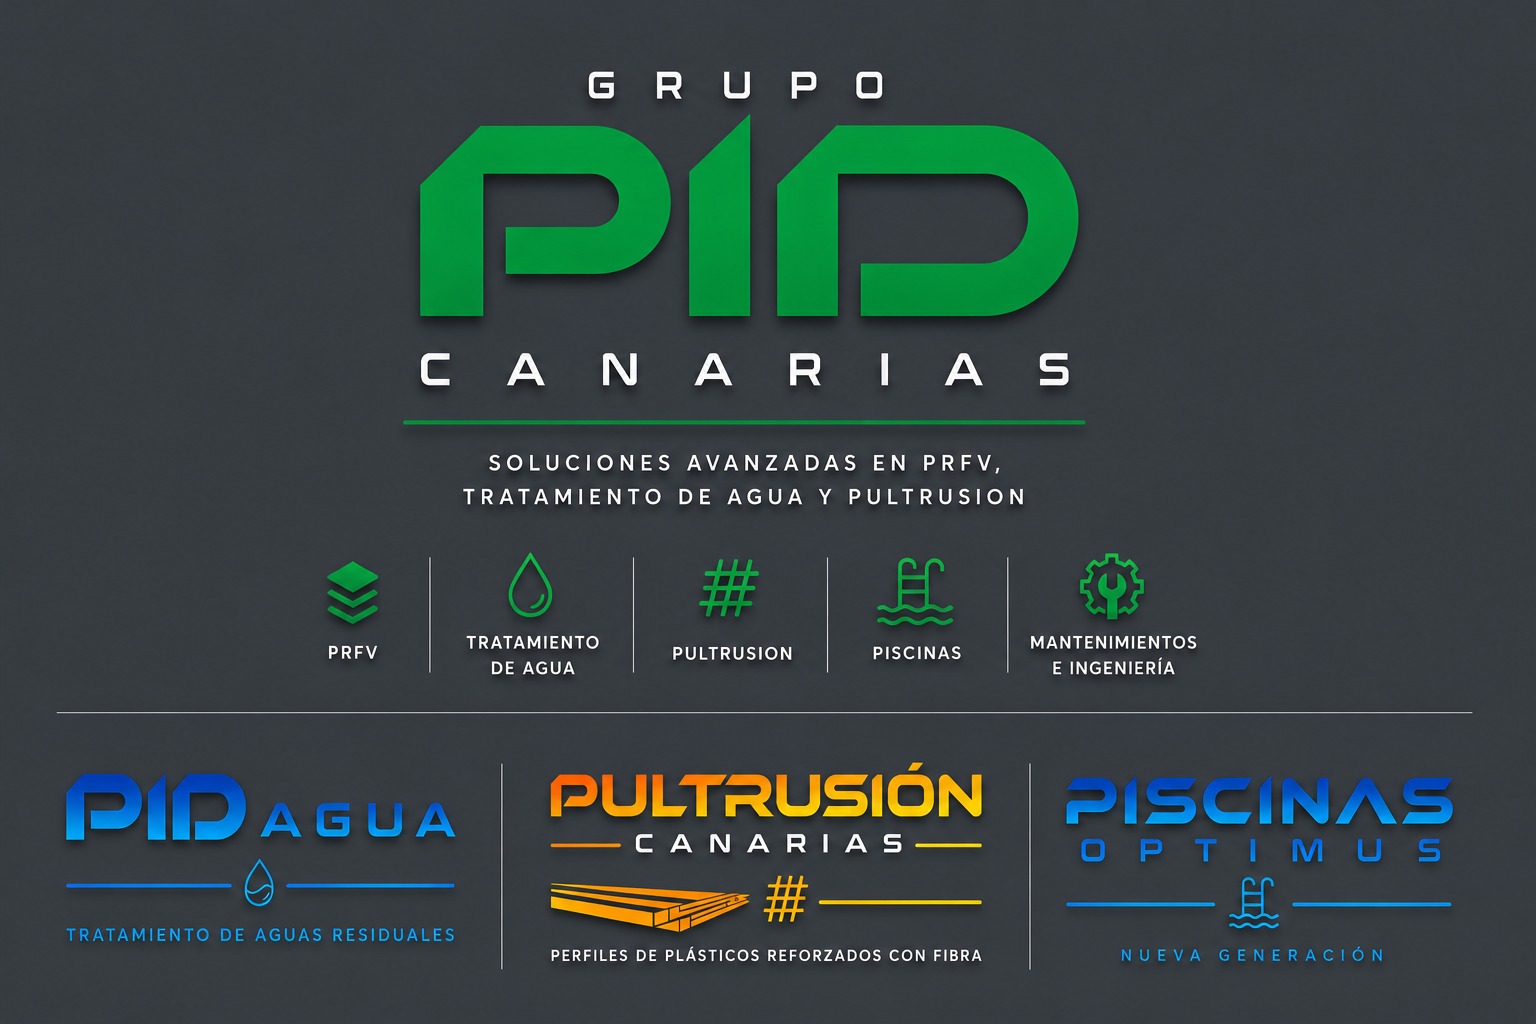 GRUPO
PID
CANARIAS
SOLUCIONES AVANZADAS EN PRFV,
TRATAMIENTO DE AGUA Y PULTRUSION
PRFV
TRATAMIENTO
DE AGUA
PULTRUSION
PISCINAS
MANTENIMIENTOS
E INGENIERÍA
PID AGUA
TRATAMIENTO DE AGUAS RESIDUALES
PULTRUSIÓN
CANARIAS
#
PERFILES DE PLÁSTICOS REFORZADOS CON FIBRA
PISCINAS
OPTIMUS
NUEVA GENERACIÓN